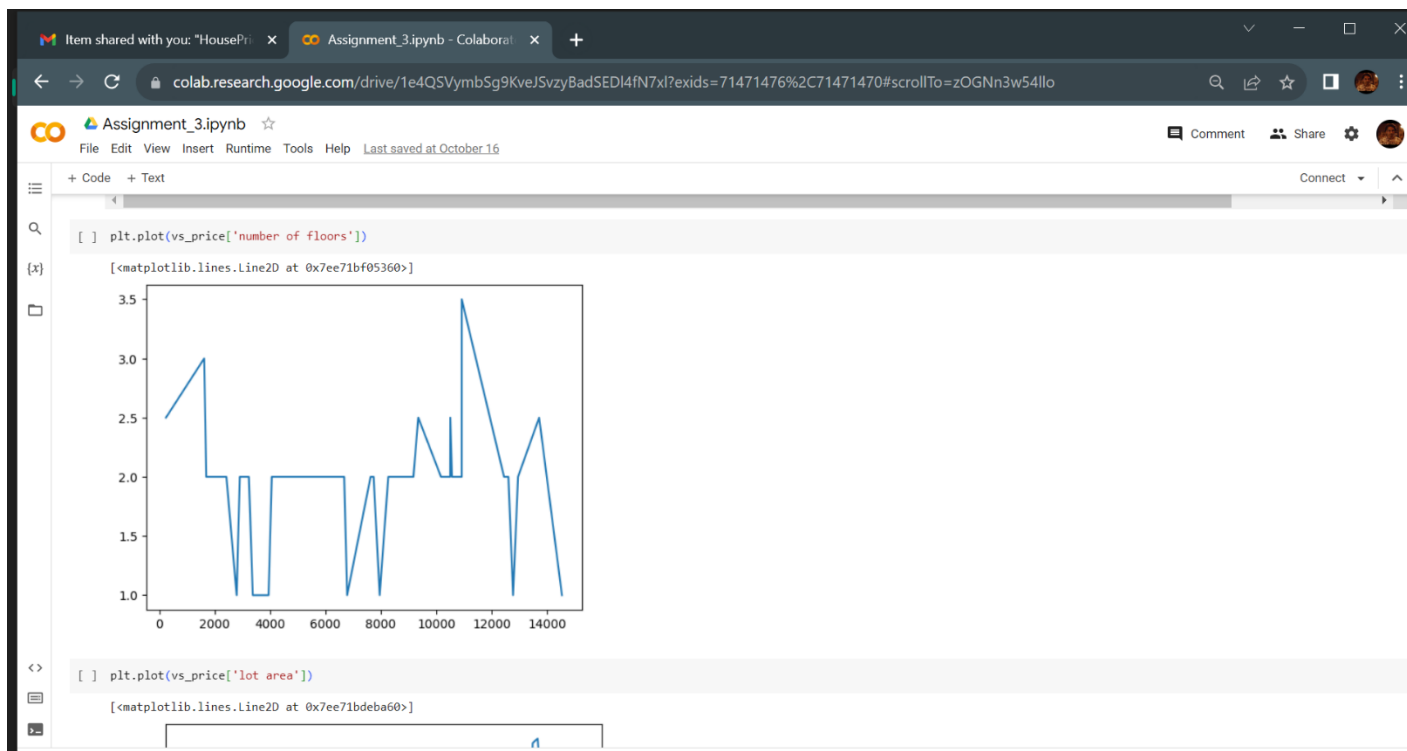 Item shared with you: "HousePri
Assignment_3.ipynb - Colaborat
colab.research.google.com/drive/1e4QSVymbSg9KveJSvzyBadSEDl4fN7xl?exids=71471476%2C71471470#scrollTo=zOGNn3w54llo
CO
Assignment_3.ipynb
Comment
Share
File Edit View Insert Runtime Tools Help Last saved at October 16
+ Code + Text
Connect
[ ] plt.plot(vs_price['number of floors'])
{x}
[<matplotlib.lines.Line2D at 0x7ee71bf05360>]
3.5
3.0
2.5
2.0
1.5
1.0
0 2000 4000 6000 8000 10000 12000 14000
[ ] plt.plot(vs_price['lot area'])
[<matplotlib.lines.Line2D at 0x7ee71bdeba60>]